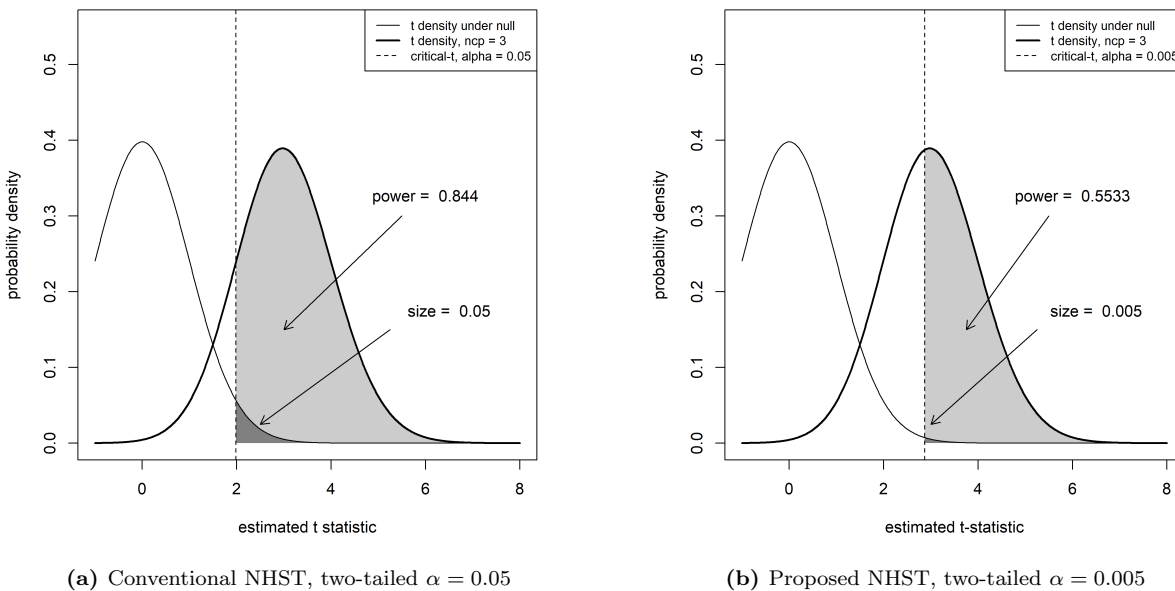 t density under null
t density, ncp = 3
critical-t, alpha = 0.05
probability density
0.0
0.1
0.2
0.3
0.4
0.5
power = 0.844
size = 0.05
0
2
4
6
8
estimated t statistic
(a) Conventional NHST, two-tailed α = 0.05
t density under null
t density, ncp = 3
critical-t, alpha = 0.005
probability density
0.0
0.1
0.2
0.3
0.4
0.5
power = 0.5533
size = 0.005
0
2
4
6
8
estimated t-statistic
(b) Proposed NHST, two-tailed α = 0.005